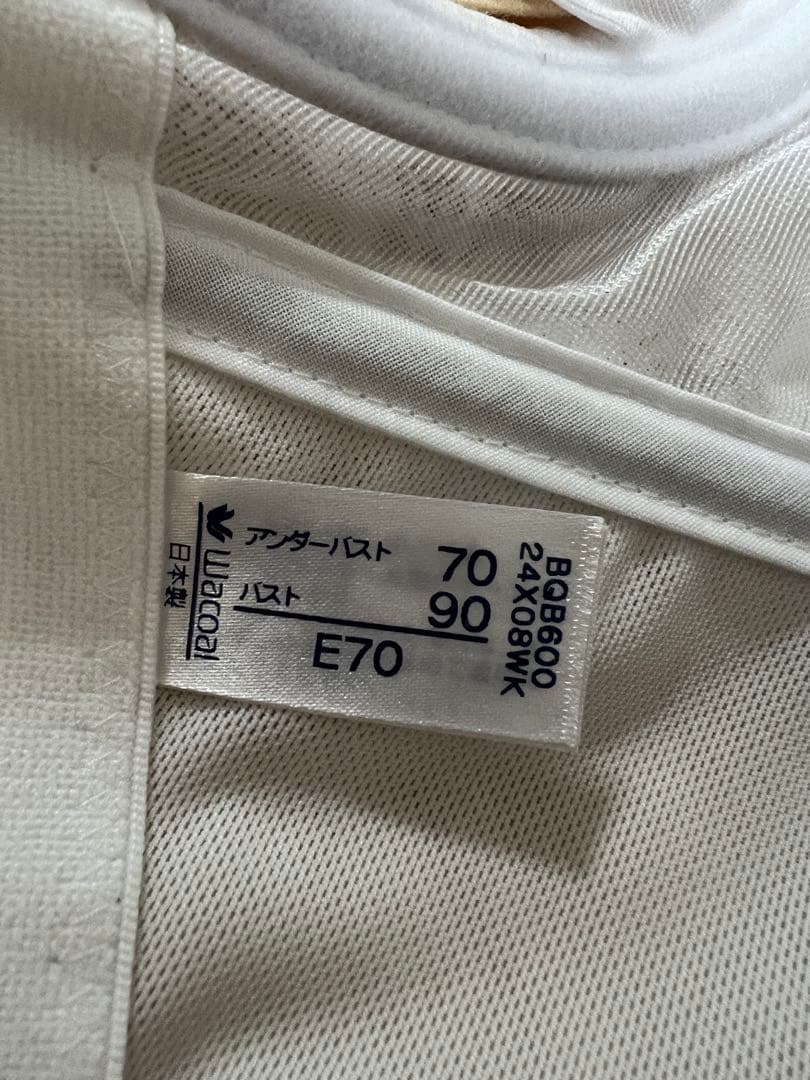 アンダーバスト 70
バスト 90
E70
wacoal
日本製
BQB600
24X08WK